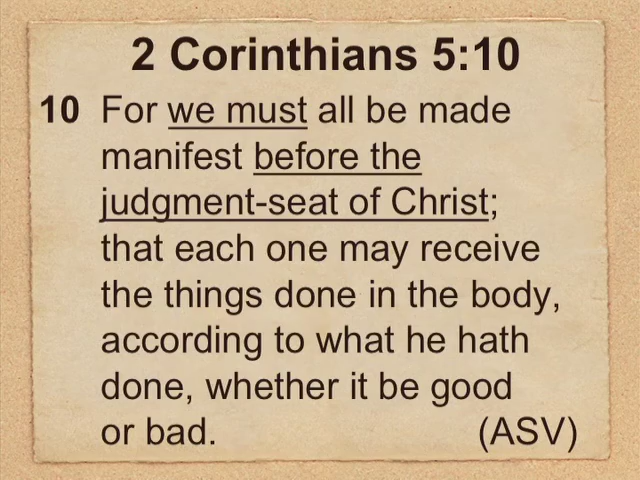 2 Corinthians 5:10
10 For we must all be made
manifest before the
judgment-seat of Christ;
that each one may receive
the things done in the body,
according to what he hath
done, whether it be good
or bad. (ASV)